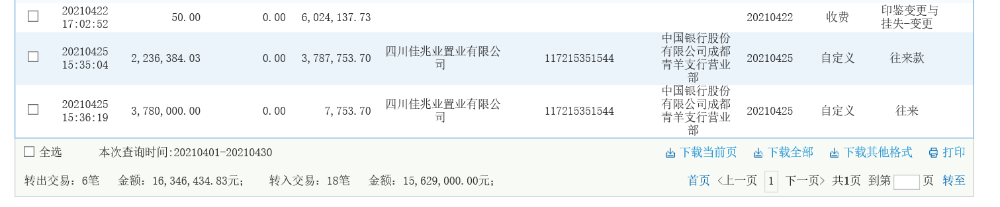 20210422
17:02:52
50.00
0.00
6,024,137.73
20210422
收费
印鉴变更与
挂失-变更
20210425
15:35:04
2,236,384.03
0.00
3,787,753.70
四川佳兆业置业有限公
司
117215351544
中国银行股份
有限公司成都
青羊支行营业
部
20210425
自定义
往来款
20210425
15:36:19
3,780,000.00
0.00
7,753.70
四川佳兆业置业有限公
司
117215351544
中国银行股份
有限公司成都
青羊支行营业
部
20210425
自定义
往来
全选 本次查询时间:20210401-20210430 下载当前页 下载全部 下载其他格式 打印
转出交易: 6笔 金额: 16,346,434.83元; 转入交易: 18笔 金额: 15,629,000.00元; 首页 <上一页 1 下一页> 共1页 到第 页 转至